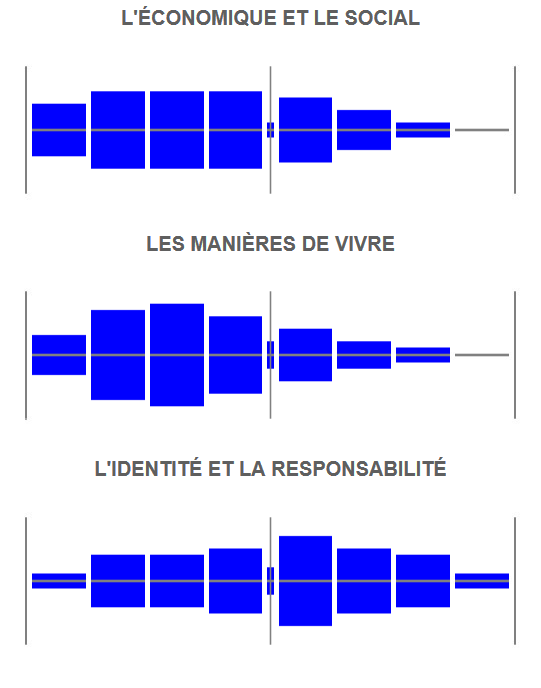 L'ÉCONOMIQUE ET LE SOCIAL
LES MANIÈRES DE VIVRE
L'IDENTITÉ ET LA RESPONSABILITÉ